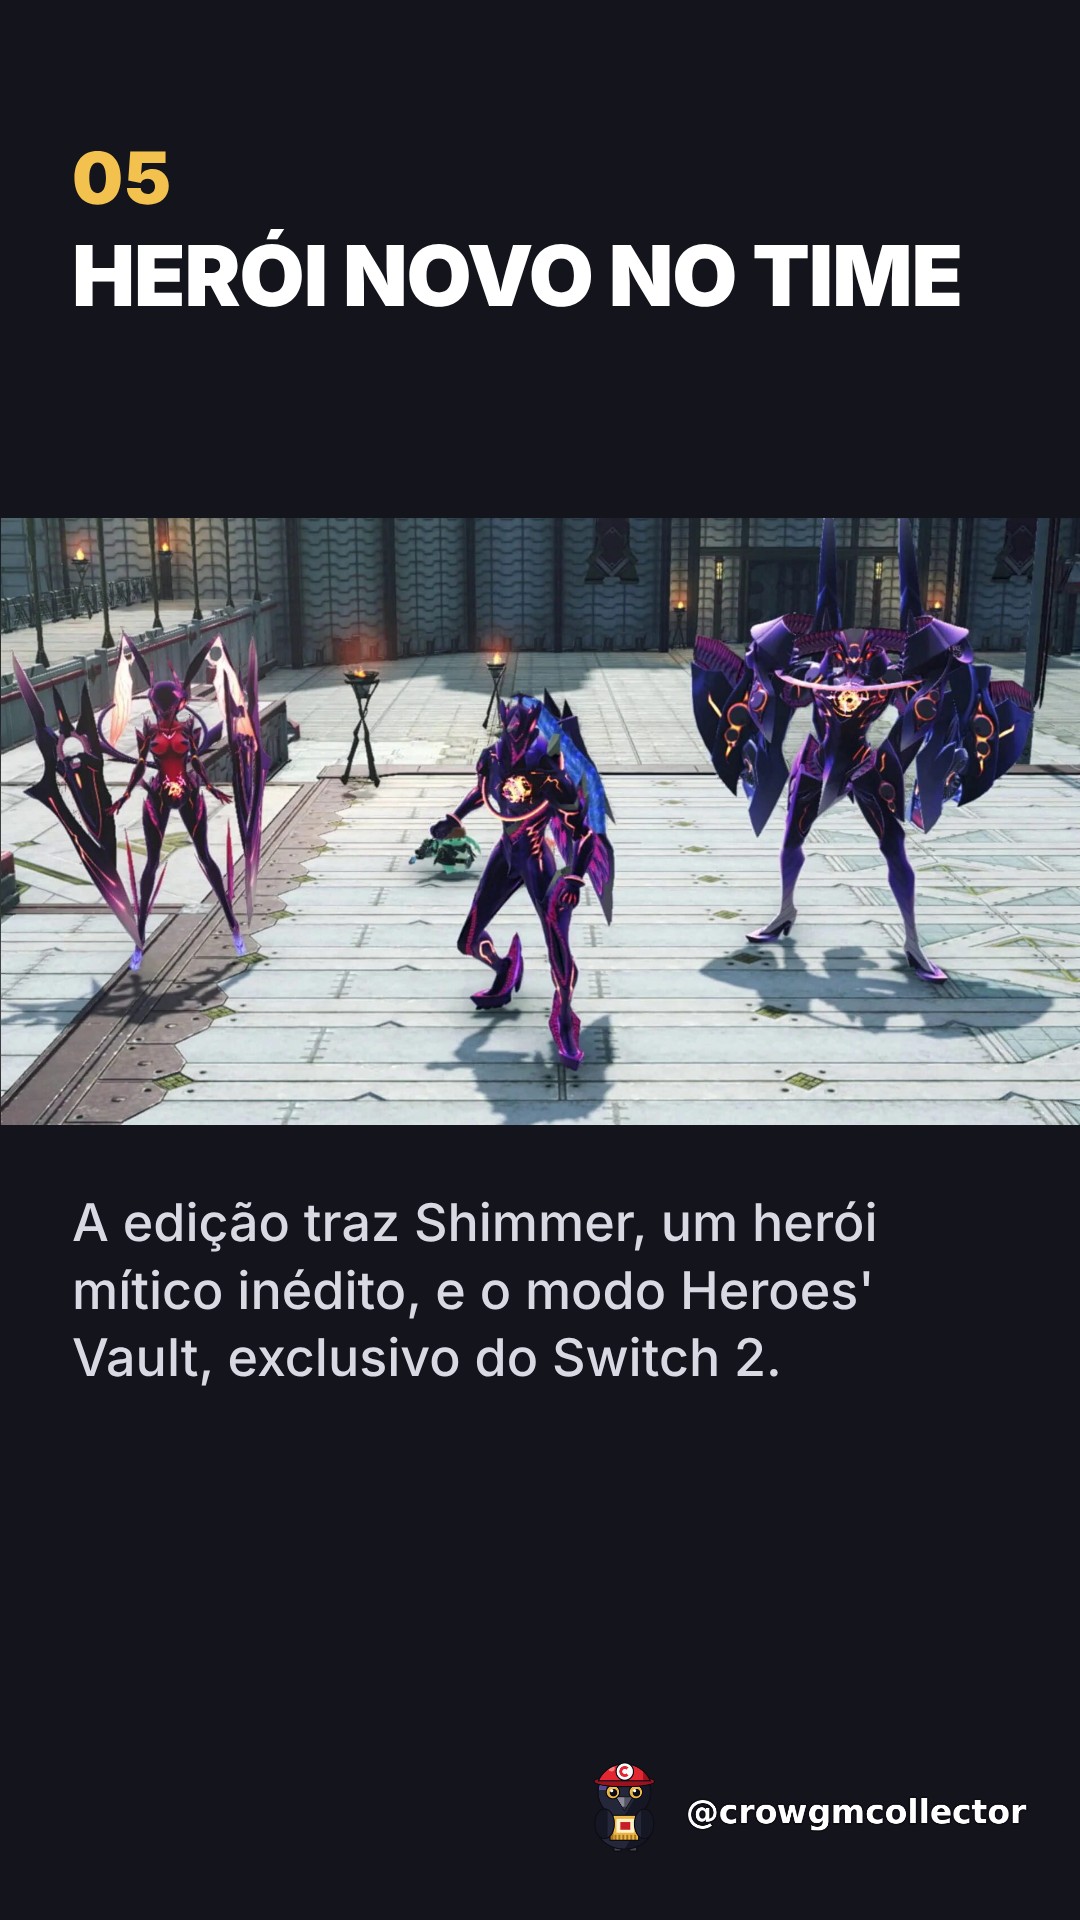 05
HERÓI NOVO NO TIME
A edição traz Shimmer, um herói
mítico inédito, e o modo Heroes'
Vault, exclusivo do Switch 2.
C
@crowgmcollector